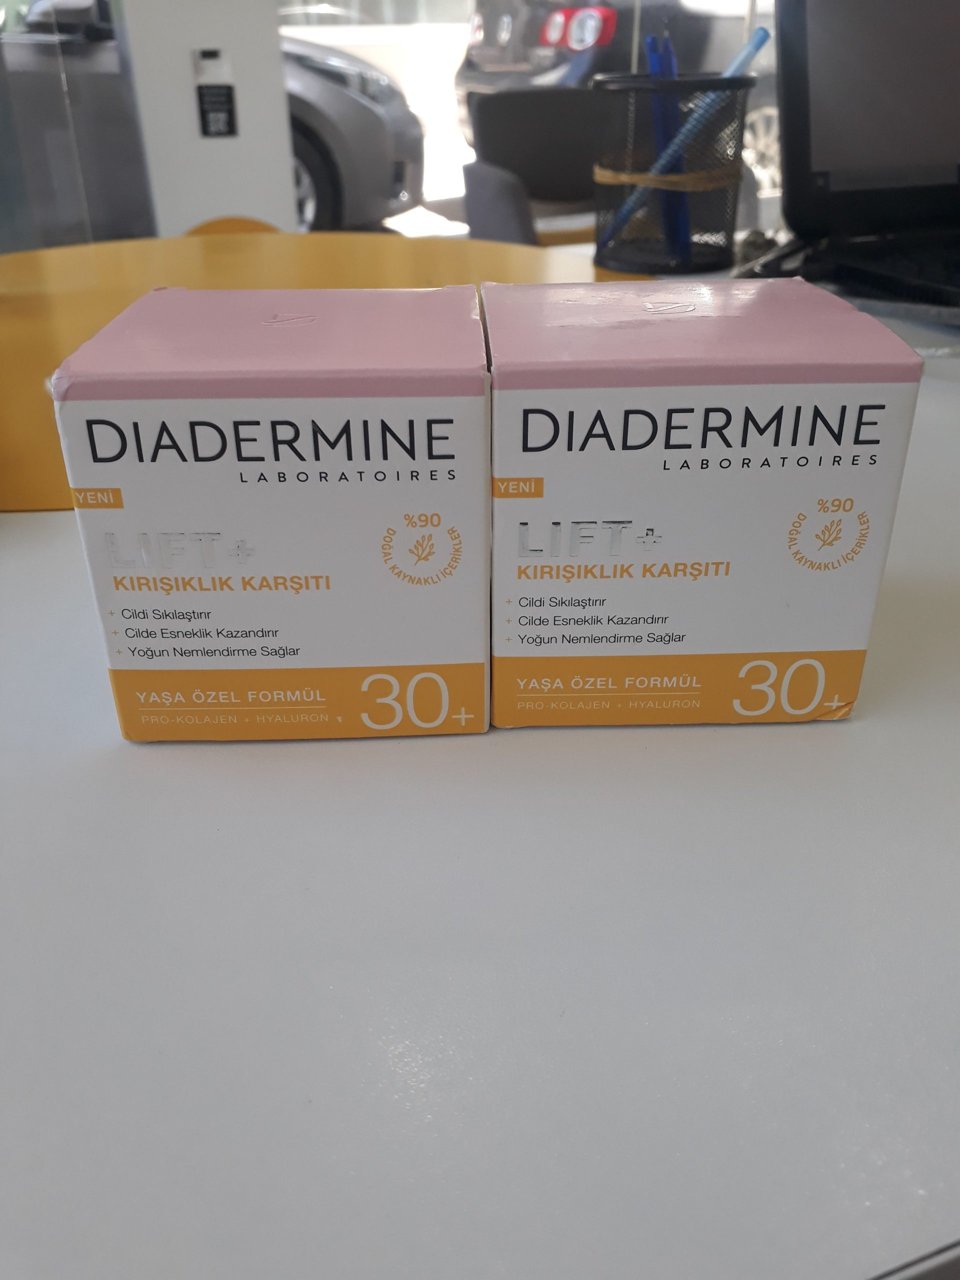 DIADERMINE
LABORATOIRES
YENİ
LIFT+
KIRIŞIKLIK KARŞITI
+ Cildi Sıkılaştırır
+ Cilde Esneklik Kazandırır
+ Yoğun Nemlendirme Sağlar
%90
DOĞAL KAYNAKLI İÇERİKLER
YAŞA ÖZEL FORMÜL
PRO-KOLAJEN + HYALURON
30+
DIADERMINE
LABORATOIRES
YENİ
LIFT+
KIRIŞIKLIK KARŞITI
+ Cildi Sıkılaştırır
+ Cilde Esneklik Kazandırır
+ Yoğun Nemlendirme Sağlar
%90
DOĞAL KAYNAKLI İÇERİKLER
YAŞA ÖZEL FORMÜL
PRO-KOLAJEN + HYALURON
30+